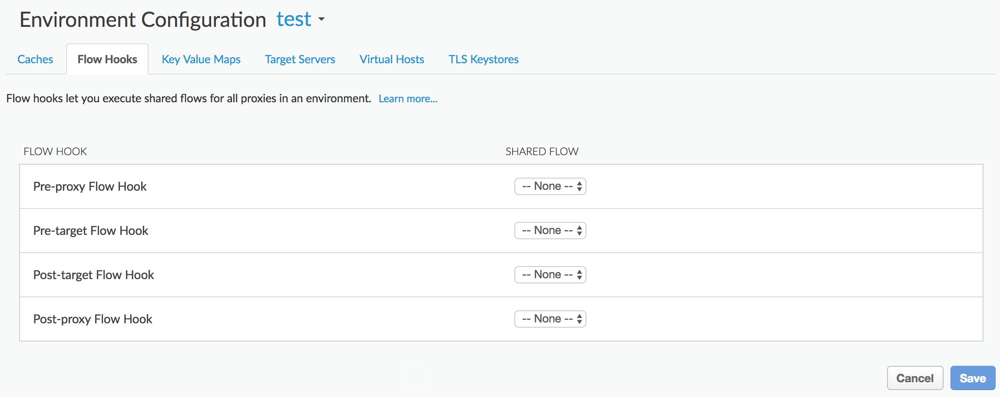 Environment Configuration test
Caches Flow Hooks Key Value Maps Target Servers Virtual Hosts TLS Keystores
Flow hooks let you execute shared flows for all proxies in an environment. Learn more...
FLOW HOOK SHARED FLOW
Pre-proxy Flow Hook -- None --
Pre-target Flow Hook -- None --
Post-target Flow Hook -- None --
Post-proxy Flow Hook -- None --
Cancel Save